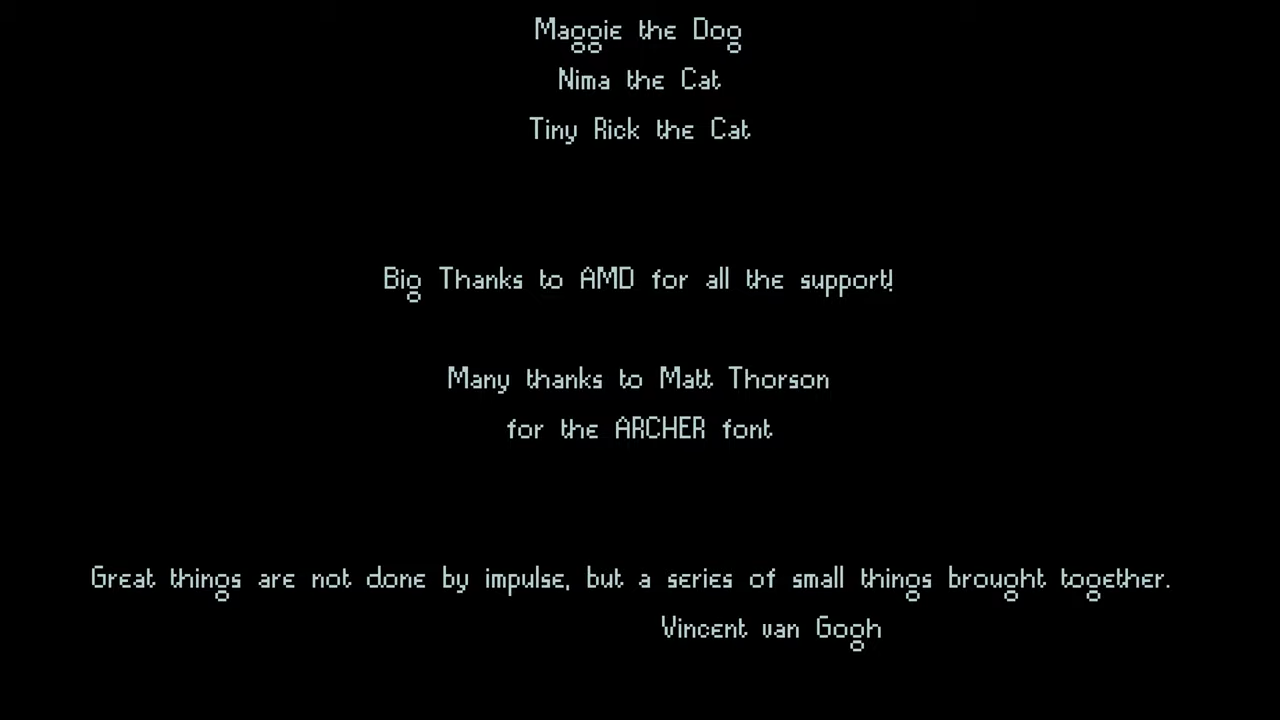 Maggie the Dog
Nima the Cat
Tiny Rick the Cat
Big Thanks to AMD for all the support!
Many thanks to Matt Thorson
for the ARCHER font
Great things are not done by impulse, but a series of small things brought together.
Vincent van Gogh